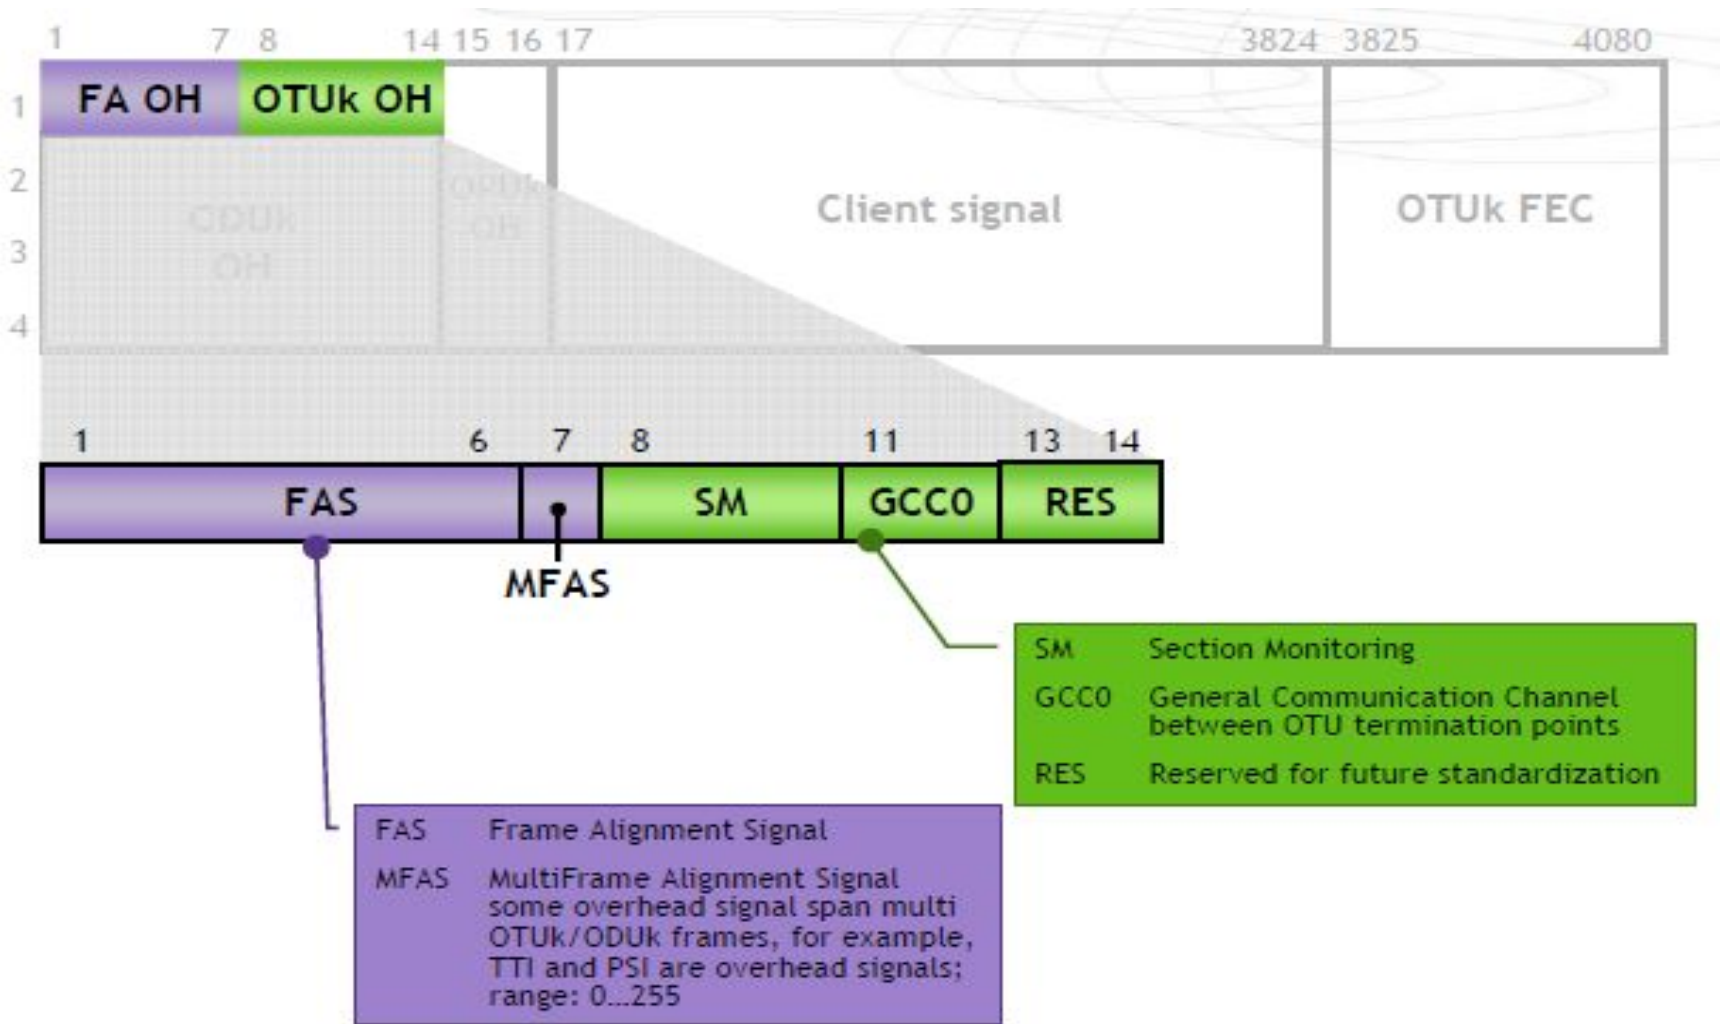 1 7 8 14 15 16 17 3824 3825 4080
1 FA OH OTUk OH
2
OPUk
ODUk Client signal OTUk FEC
OH
3
OH
4
1 6 7 8 11 13 14
FAS SM GCC0 RES
MFAS
SM Section Monitoring
GCC0 General Communication Channel
between OTU termination points
RES Reserved for future standardization
FAS Frame Alignment Signal
MFAS MultiFrame Alignment Signal
some overhead signal span multi
OTUk/ODUk frames, for example,
TTI and PSI are overhead signals;
range: 0...255